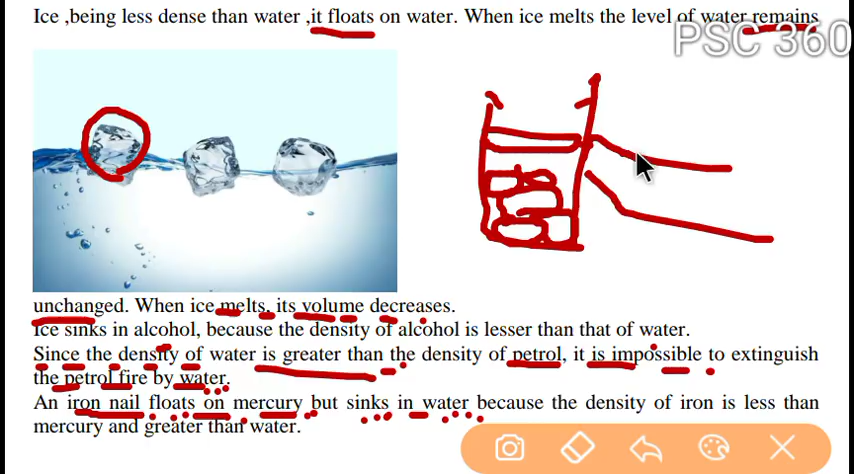 Ice ,being less dense than water ,it floats on water. When ice melts the level of water remains
PSC 360
unchanged. When ice melts, its volume decreases.
Ice sinks in alcohol, because the density of alcohol is lesser than that of water.
Since the density of water is greater than the density of petrol, it is impossible to extinguish
the petrol fire by water.
An iron nail floats on mercury but sinks in water because the density of iron is less than
mercury and greater than water.